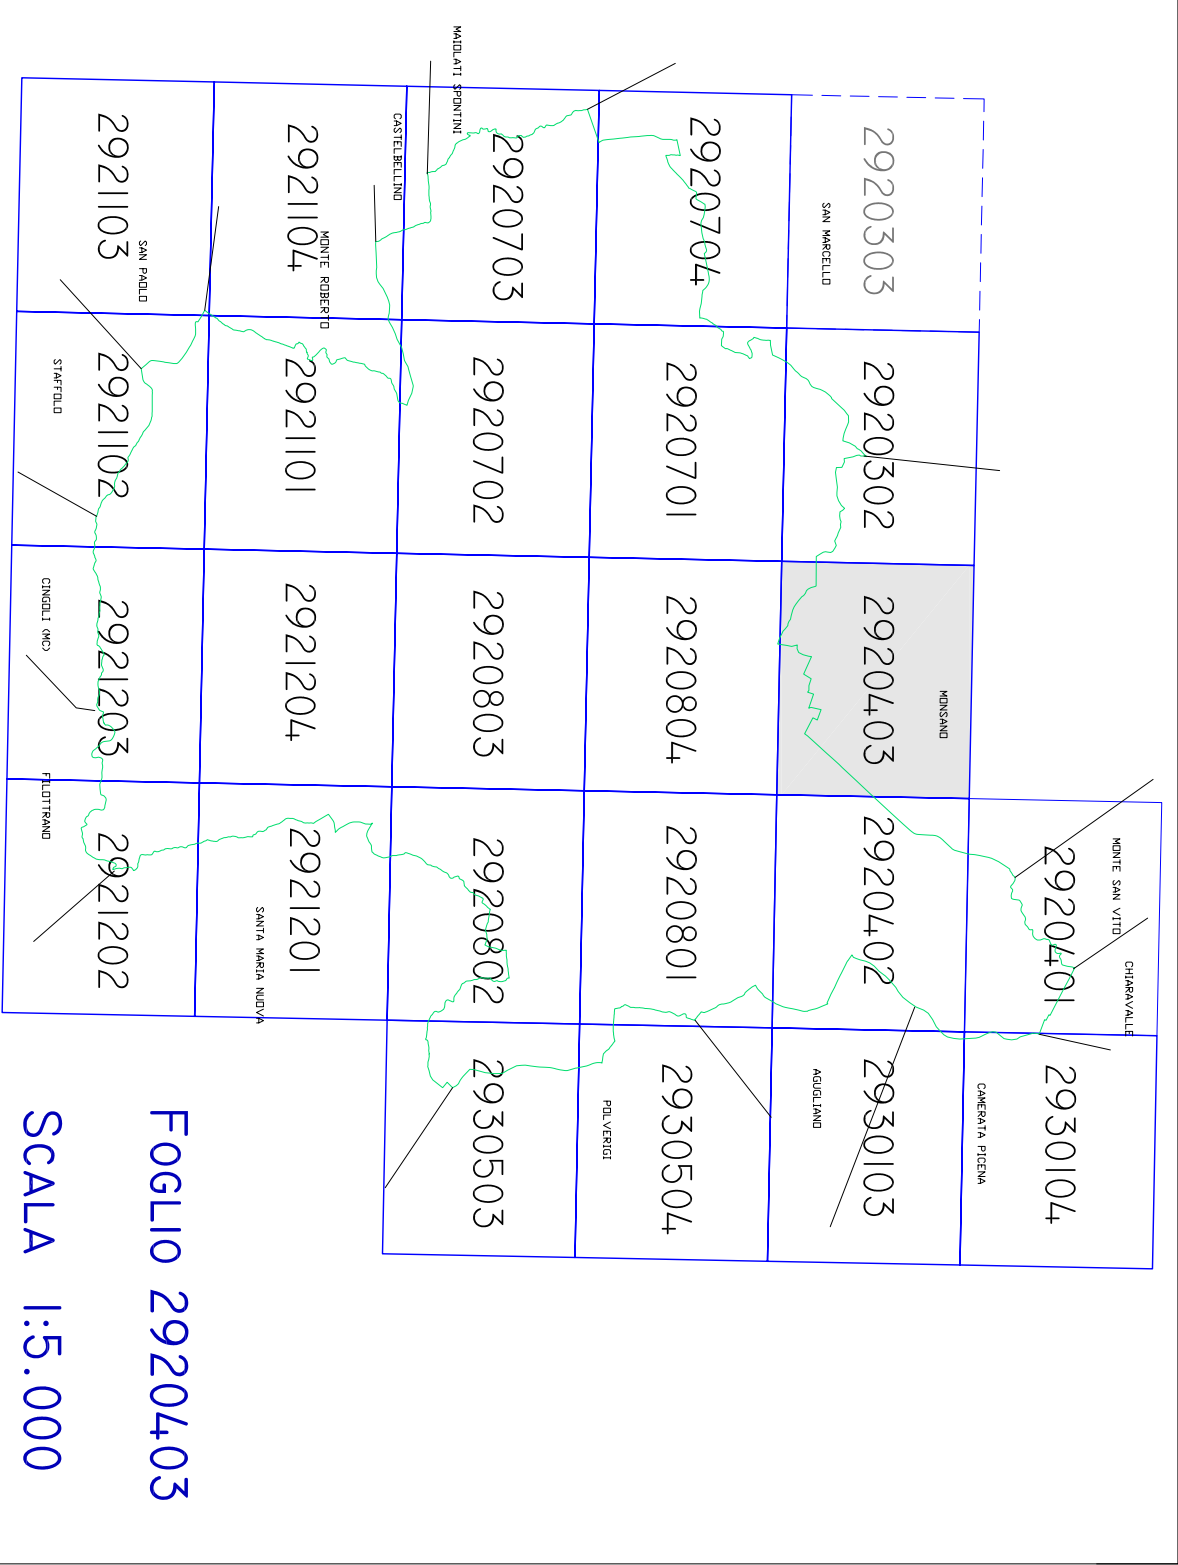 CHIARAVALLE
MONTE SAN VITO
2920401
2930104
CAMERATA PICENA
MONSANO
2920303
2920302
2920403
2920402
2930103
SAN MARCELLO
AGUGLIANO
2920704
2920701
2920804
2920801
2930504
POLVERIGI
2920703
2920702
2920803
2920802
2930503
MAIOLATI SPONTINI
CASTELBELLINO
MONTE ROBERTO
2921104
2921101
2921204
2921201
SANTA MARIA NUOVA
SAN PAOLO
2921103
2921102
2921203
2921202
STAFFOLO
CINGOLI (MC)
FILOTTRANO
FOGLIO 2920403
SCALA 1:5.000